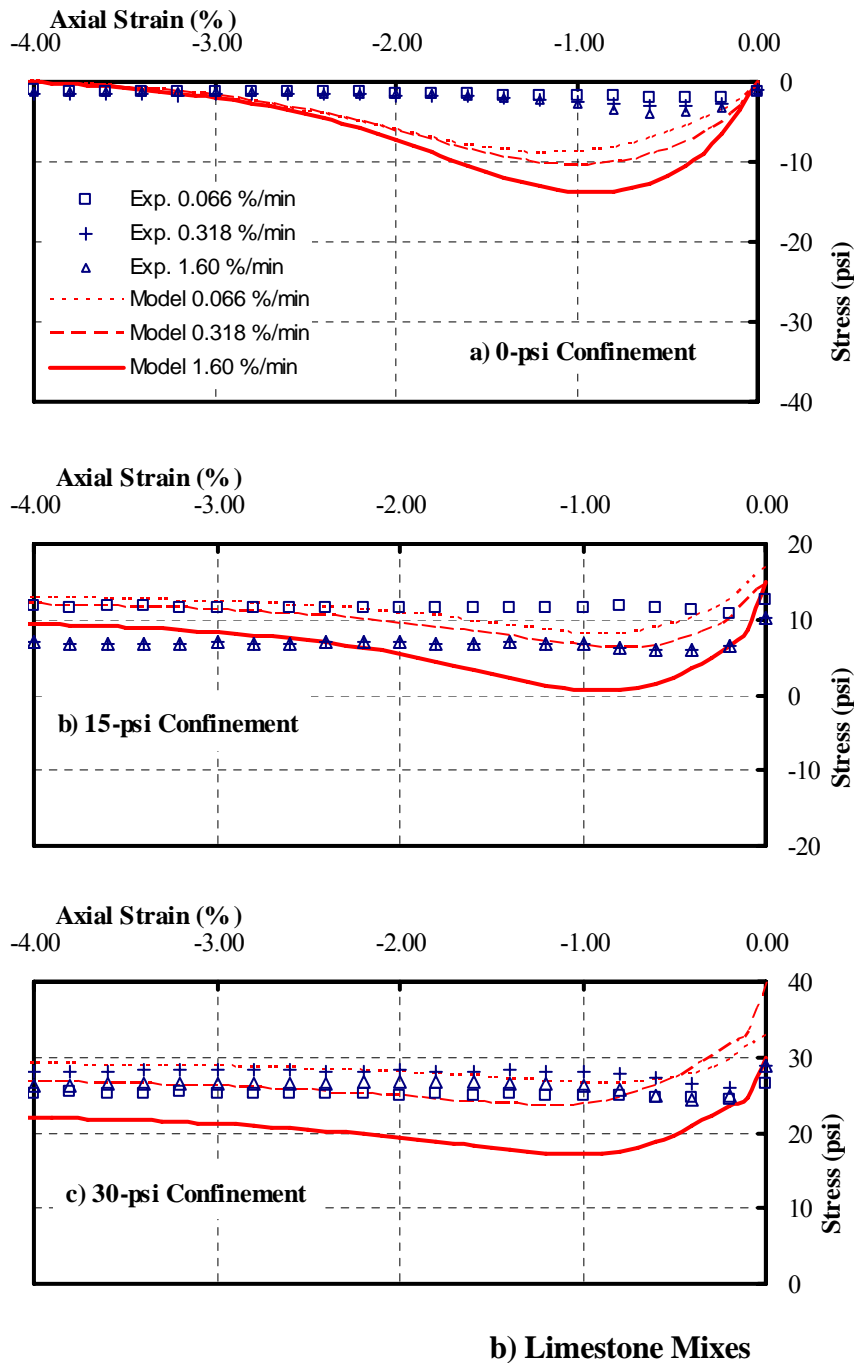 Axial Strain (%)
-4.00 -3.00 -2.00 -1.00 0.00
0
-10
-20
-30
-40
Stress (psi)
Exp. 0.066 %/min
Exp. 0.318 %/min
Exp. 1.60 %/min
Model 0.066 %/min
Model 0.318 %/min
Model 1.60 %/min
a) 0-psi Confinement
Axial Strain (%)
-4.00 -3.00 -2.00 -1.00 0.00
20
10
0
-10
-20
Stress (psi)
b) 15-psi Confinement
Axial Strain (%)
-4.00 -3.00 -2.00 -1.00 0.00
40
30
20
10
0
Stress (psi)
c) 30-psi Confinement
b) Limestone Mixes